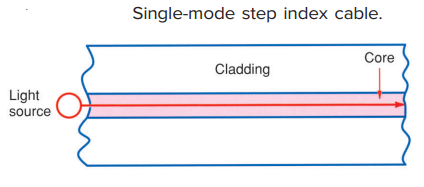 Single-mode step index cable.
Core
Cladding
Light
source